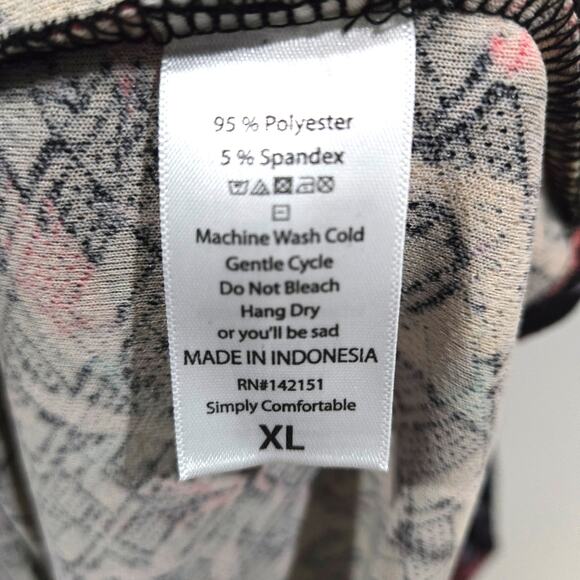 95 % Polyester
5 % Spandex
Machine Wash Cold
Gentle Cycle
Do Not Bleach
Hang Dry
or you'll be sad
MADE IN INDONESIA
RN#142151
Simply Comfortable
XL